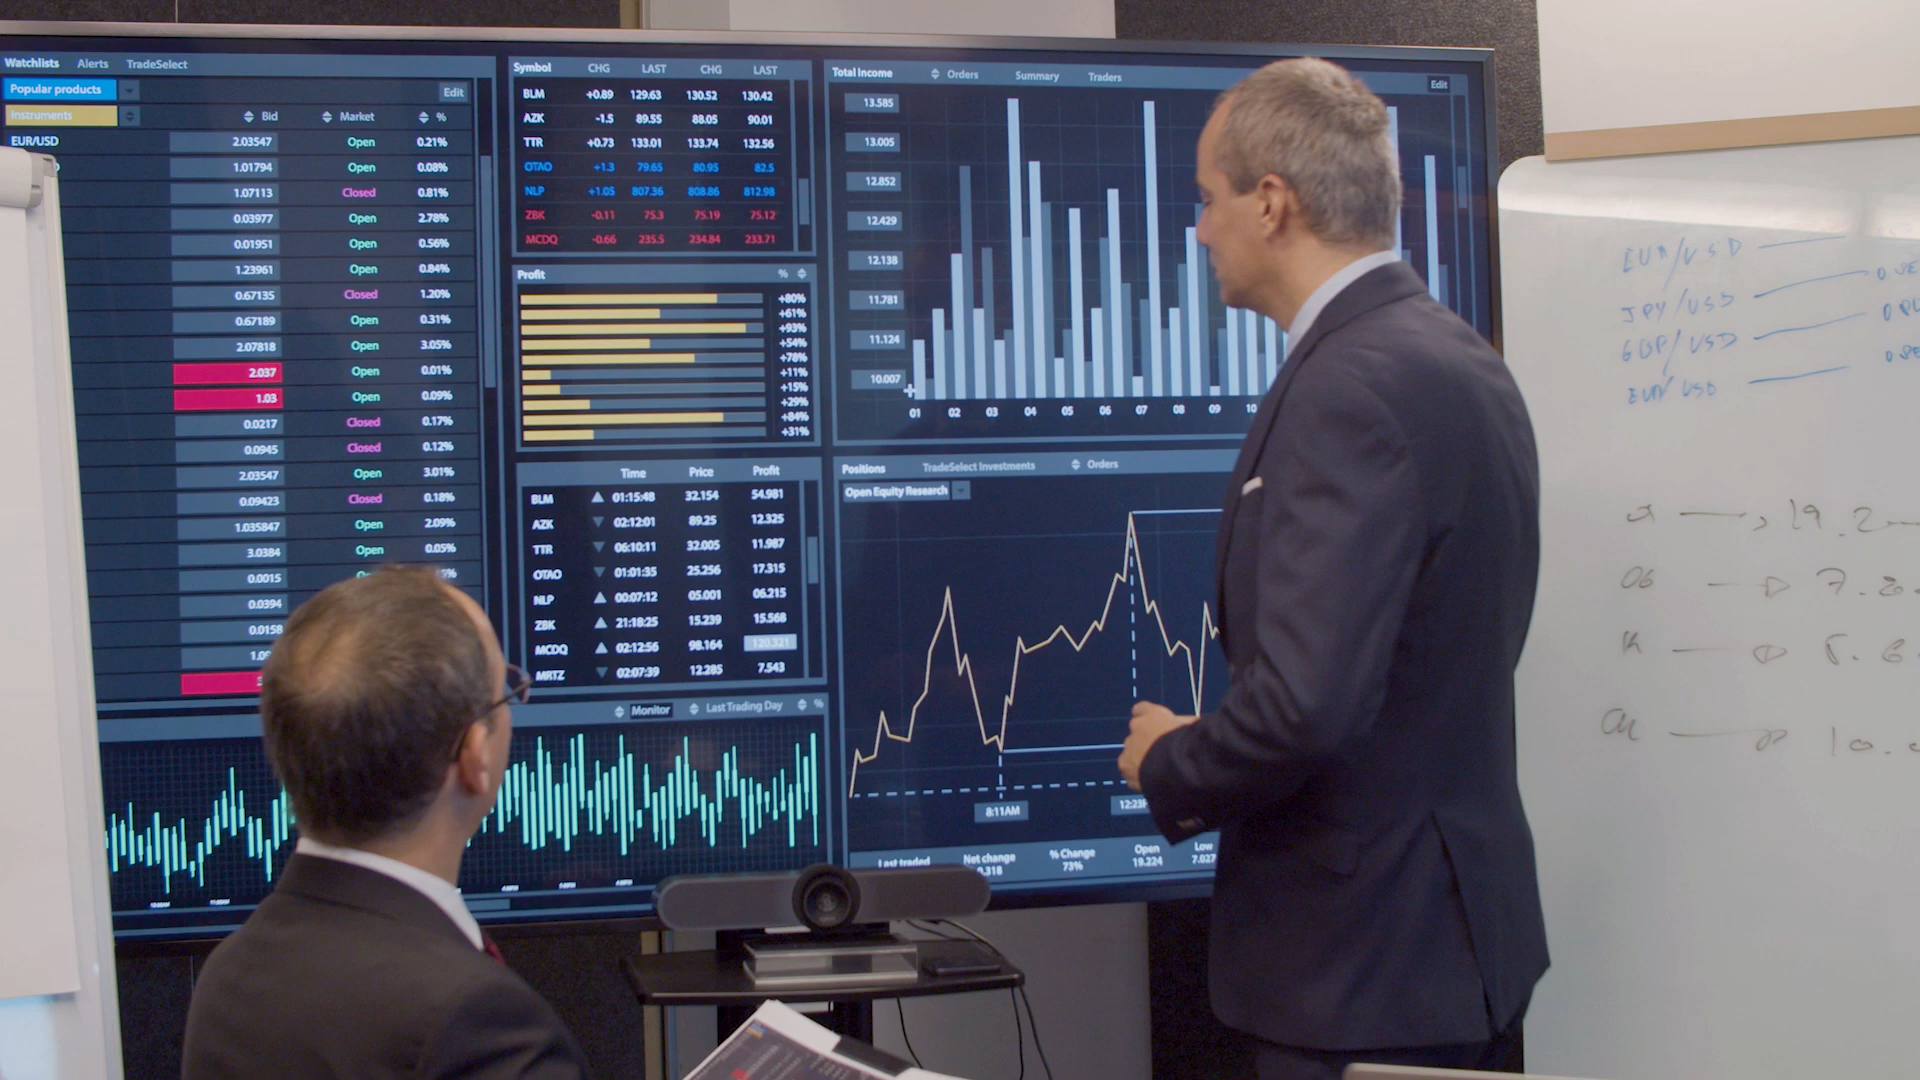 Watchlists Alerts TradeSelect
Popular products
Edit
Instruments
Bid Market %
EUR/USD 2.03547 Open 0.21%
1.01794 Open 0.08%
1.07113 Closed 0.81%
0.03977 Open 2.78%
0.01951 Open 0.56%
1.23961 Open 0.84%
0.67135 Closed 1.20%
0.67189 Open 0.31%
2.07818 Open 3.05%
2.037 Open 0.01%
1.03 Open 0.09%
0.0217 Closed 0.17%
0.0945 Closed 0.12%
2.03547 Open 3.01%
0.09423 Closed 0.18%
1.035847 Open 2.09%
3.0384 Open 0.05%
0.0015
0.0394
0.0158
Symbol CHG LAST CHG LAST
BLM +0.89 129.63 130.52 130.42
AZK -1.5 89.55 88.05 90.01
TTR +0.73 133.01 133.74 132.56
OTAO +1.3 79.65 80.95 82.5
NLP +1.05 807.36 808.86 812.98
ZBK -0.11 75.3 75.19 75.12
MCDQ -0.66 235.5 234.84 233.71
Profit %
+80%
+61%
+93%
+54%
+78%
+11%
+15%
+29%
+84%
+31%
Time Price Profit
BLM 01:15:48 32.154 54.981
AZK 02:12:01 89.25 12.325
TTR 06:10:11 32.005 11.987
OTAO 01:01:35 25.256 17.315
NLP 00:07:12 05.001 06.215
ZBK 21:18:25 15.239 15.568
MCDQ 02:12:56 98.164 120.321
MRTZ 02:07:39 12.285 7.543
Monitor Last Trading Day %
Total Income Orders Summary Traders
Edit
13.585
13.005
12.852
12.429
12.138
11.781
11.124
10.007
01 02 03 04 05 06 07 08 09 10
Positions TradeSelect Investments Orders
Open Equity Research
8:11AM
Last traded Net change % Change Open Low
73% 19.224 7.027
EUR/USD
JPY/USD
GBP/USD
EUR/USD
19.2